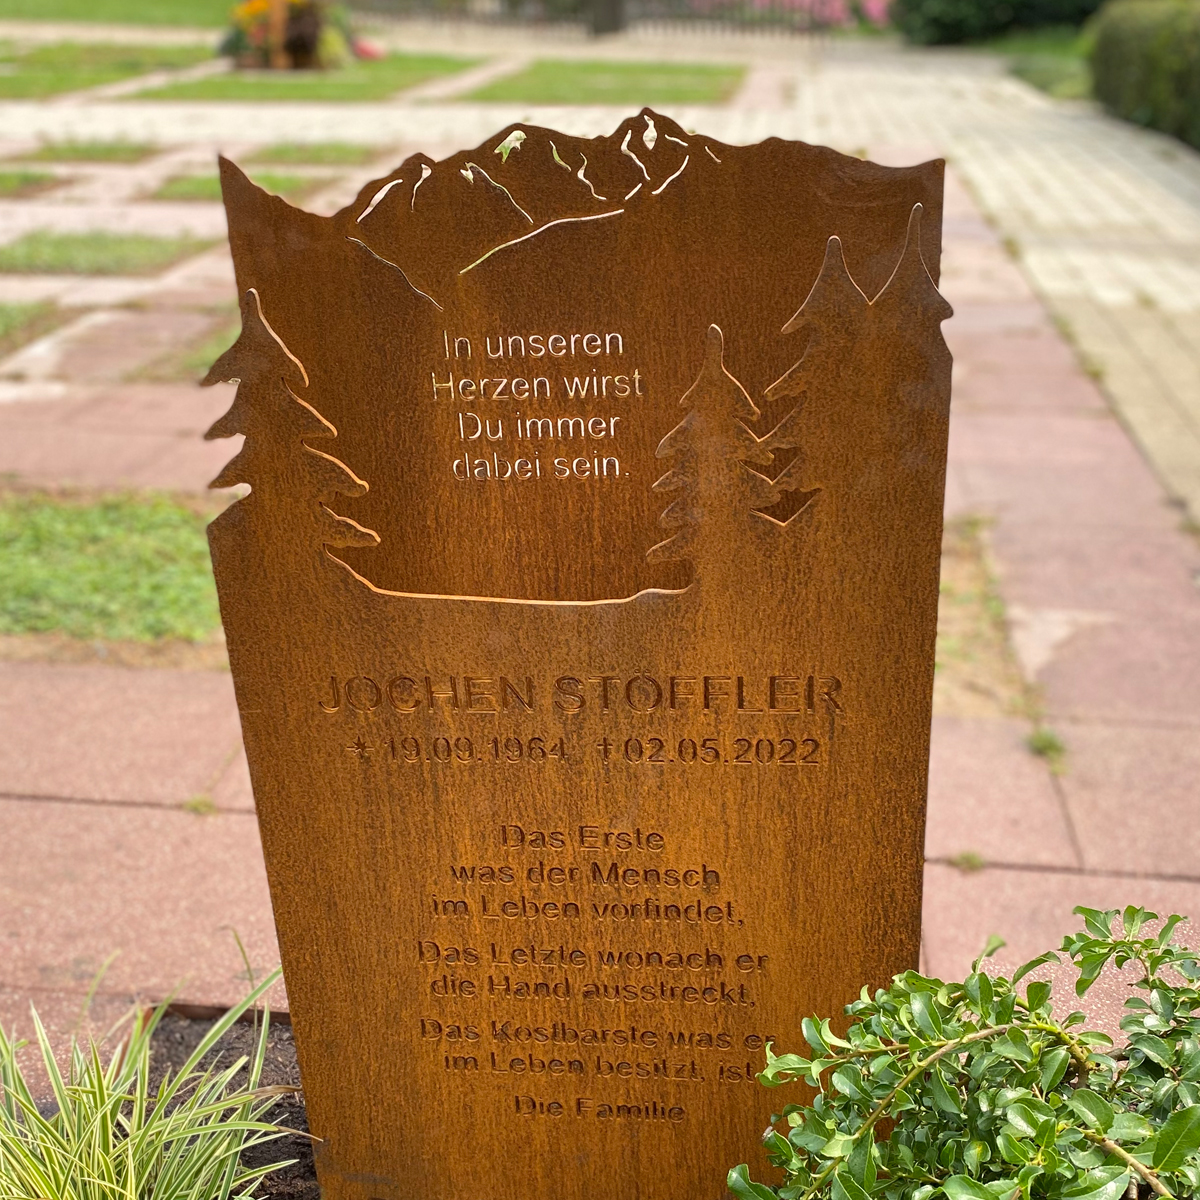 In unseren
Herzen wirst
Du immer
dabei sein.
JOCHEN STÖFFLER
* 19.09.1964 † 02.05.2022
Das Erste
was der Mensch
im Leben vorfindet,
Das Letzte wonach er
die Hand ausstreckt,
Das Kostbarste was er
im Leben besitzt, ist
Die Familie